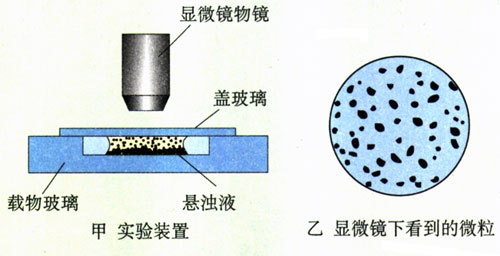 显微镜物镜
盖玻璃
载物玻璃
悬浊液
甲 实验装置
乙 显微镜下看到的微粒